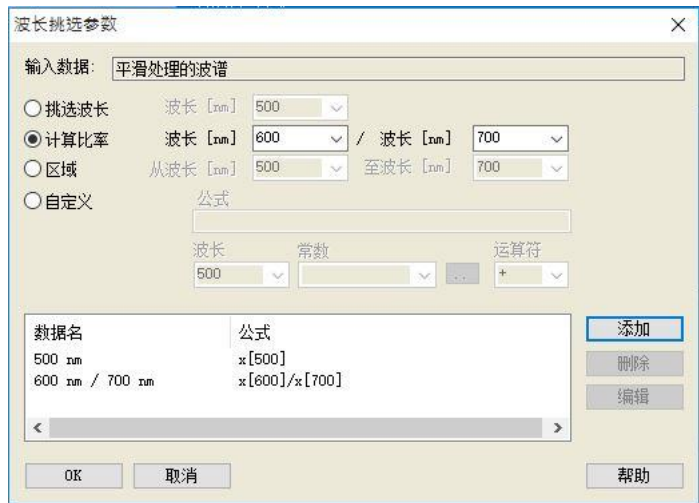 波长挑选参数
输入数据: 平滑处理的波谱
挑选波长 波长 [nm] 500
计算比率 波长 [nm] 600 / 波长 [nm] 700
区域 从波长 [nm] 500 至波长 [nm] 700
自定义 公式
波长 常数 运算符
500 .. +
数据名 公式
500 nm x[500]
600 nm / 700 nm x[600]/x[700]
添加
删除
编辑
OK 取消 帮助